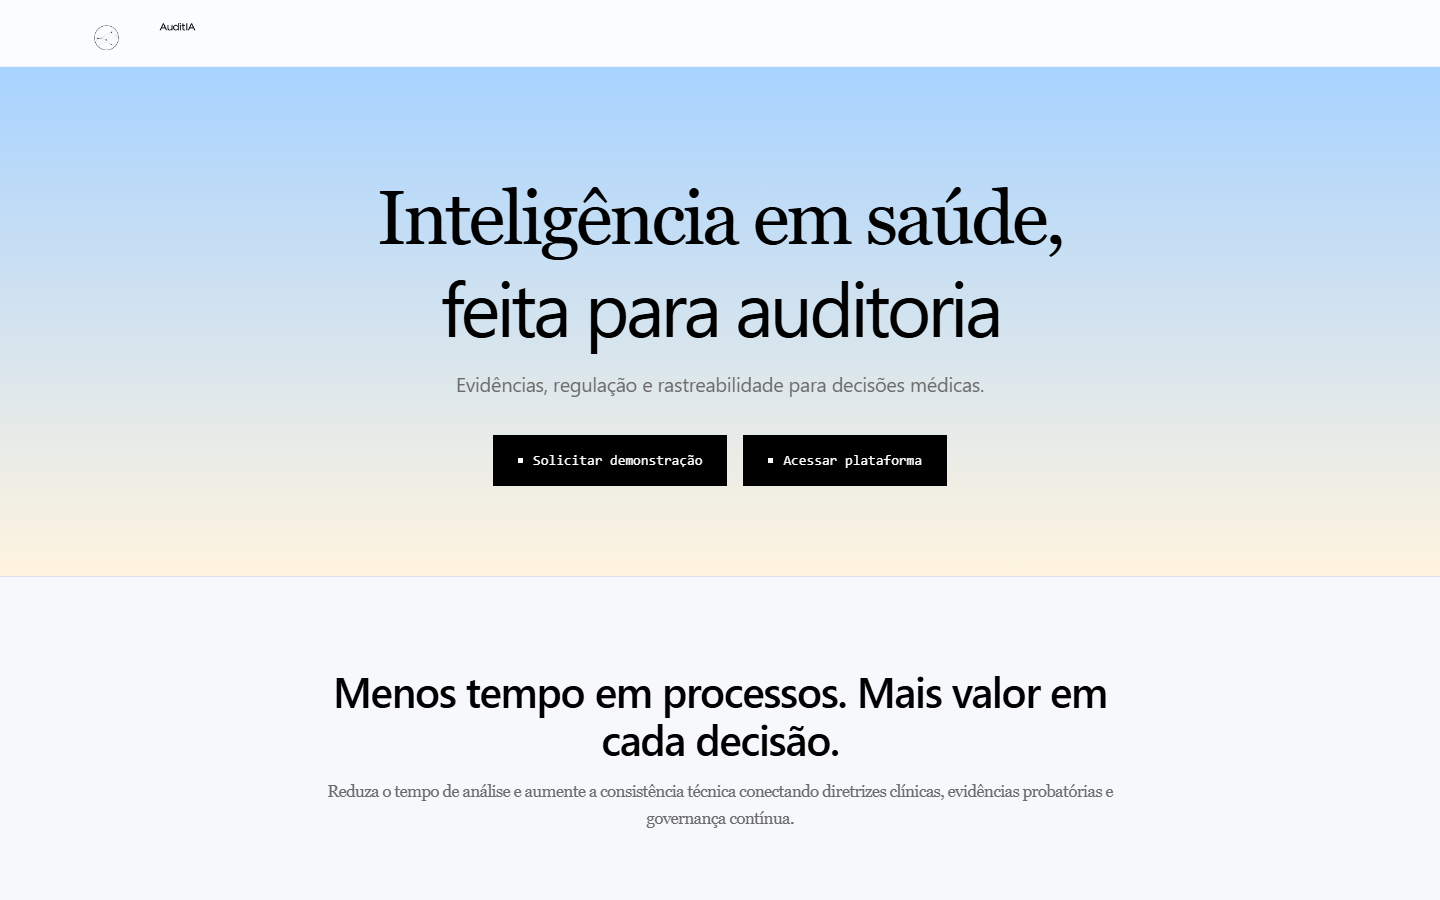 AuditIA
Inteligência em saúde,
feita para auditoria
Evidências, regulação e rastreabilidade para decisões médicas.
Solicitar demonstração
Acessar plataforma
Menos tempo em processos. Mais valor em
cada decisão.
Reduza o tempo de análise e aumente a consistência técnica conectando diretrizes clínicas, evidências probatórias e
governança contínua.